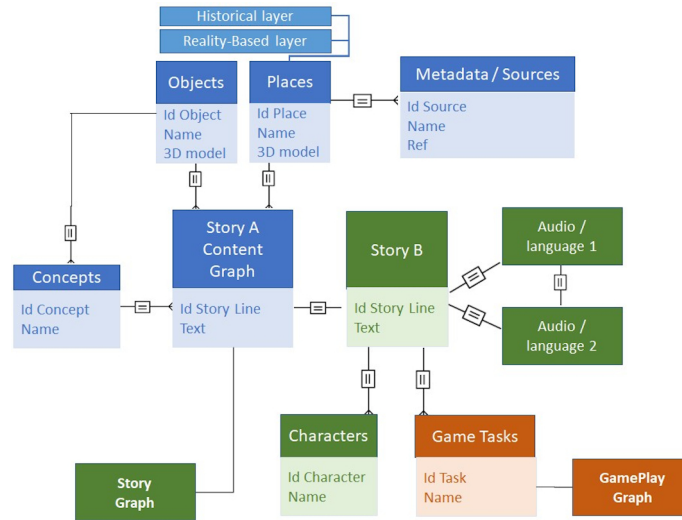 Historical layer
Reality-Based layer
Objects
Id Object
Name
3D model
Places
Id Place
Name
3D model
Metadata / Sources
Id Source
Name
Ref
Concepts
Id Concept
Name
Story A
Content
Graph
Id Story Line
Text
Story B
Id Story Line
Text
Audio /
language 1
Audio /
language 2
Story
Graph
Characters
Id Character
Name
Game Tasks
Id Task
Name
GamePlay
Graph